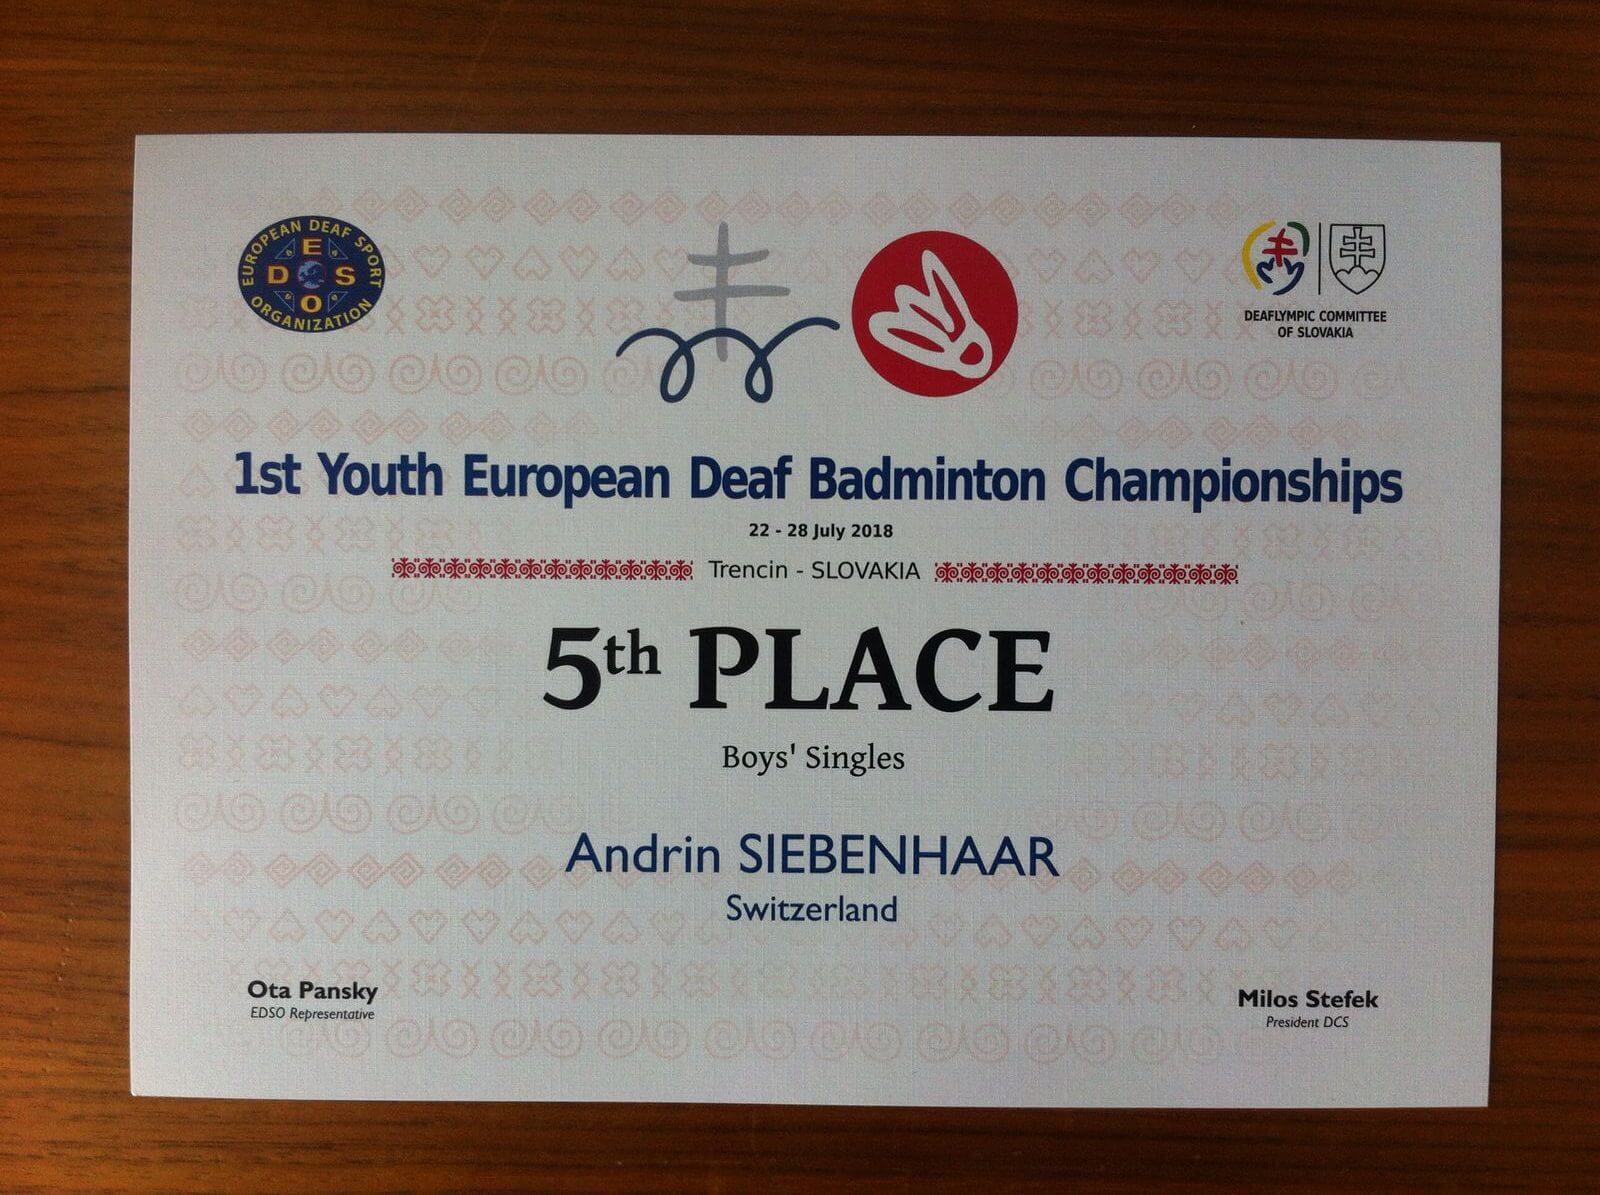 EUROPEAN DEAF SPORT
E
D S
O
ORGANIZATION
DEAFLYMPIC COMMITTEE
OF SLOVAKIA
1st Youth European Deaf Badminton Championships
22 - 28 July 2018
Trencin - SLOVAKIA
5th PLACE
Boys' Singles
Andrin SIEBENHAAR
Switzerland
Ota Pansky
EDSO Representative
Milos Stefek
President DCS